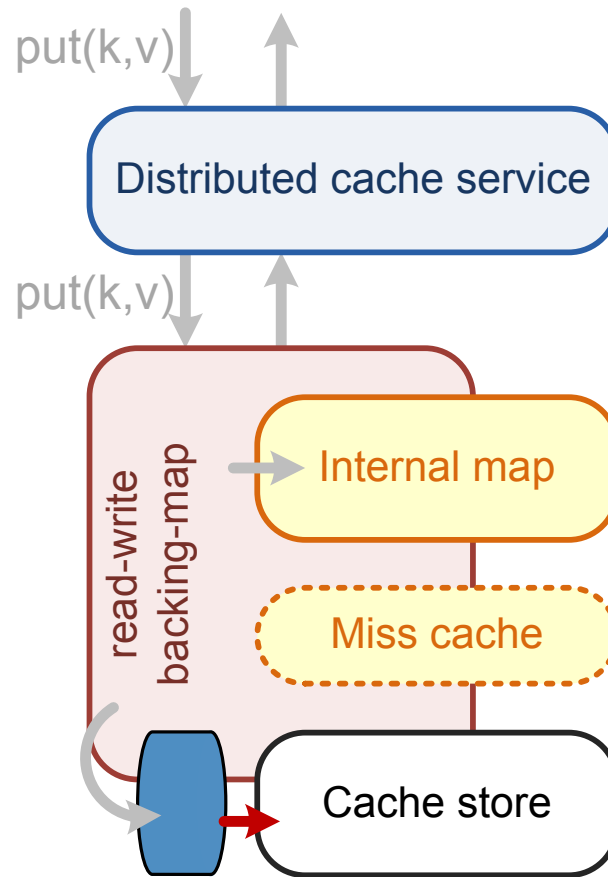 put(k,v)
Distributed cache service
put(k,v)
read-write
backing-map
Internal map
Miss cache
Cache store